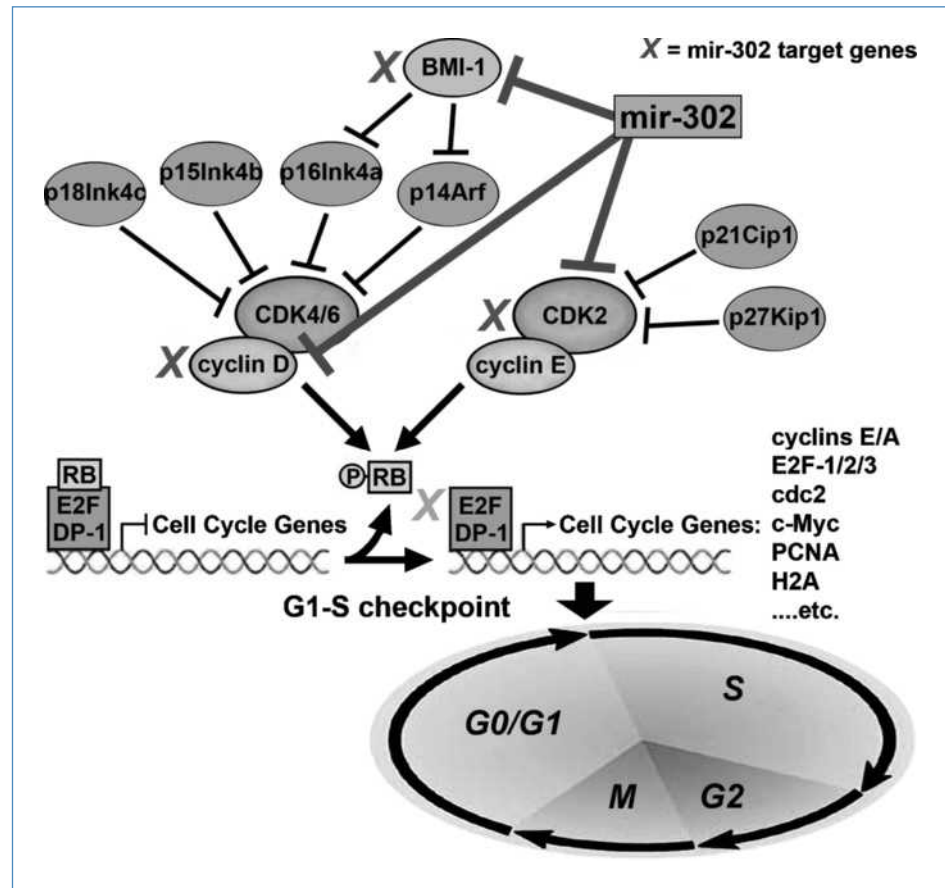 X = mir-302 target genes
X BMI-1
mir-302
p18Ink4c
p15Ink4b
p16Ink4a
p14Arf
p21Cip1
p27Kip1
CDK4/6
X cyclin D
X CDK2
cyclin E
P RB
RB
E2F
DP-1
Cell Cycle Genes
X
E2F
DP-1
Cell Cycle Genes:
cyclins E/A
E2F-1/2/3
cdc2
c-Myc
PCNA
H2A
....etc.
G1-S checkpoint
G0/G1
S
M
G2